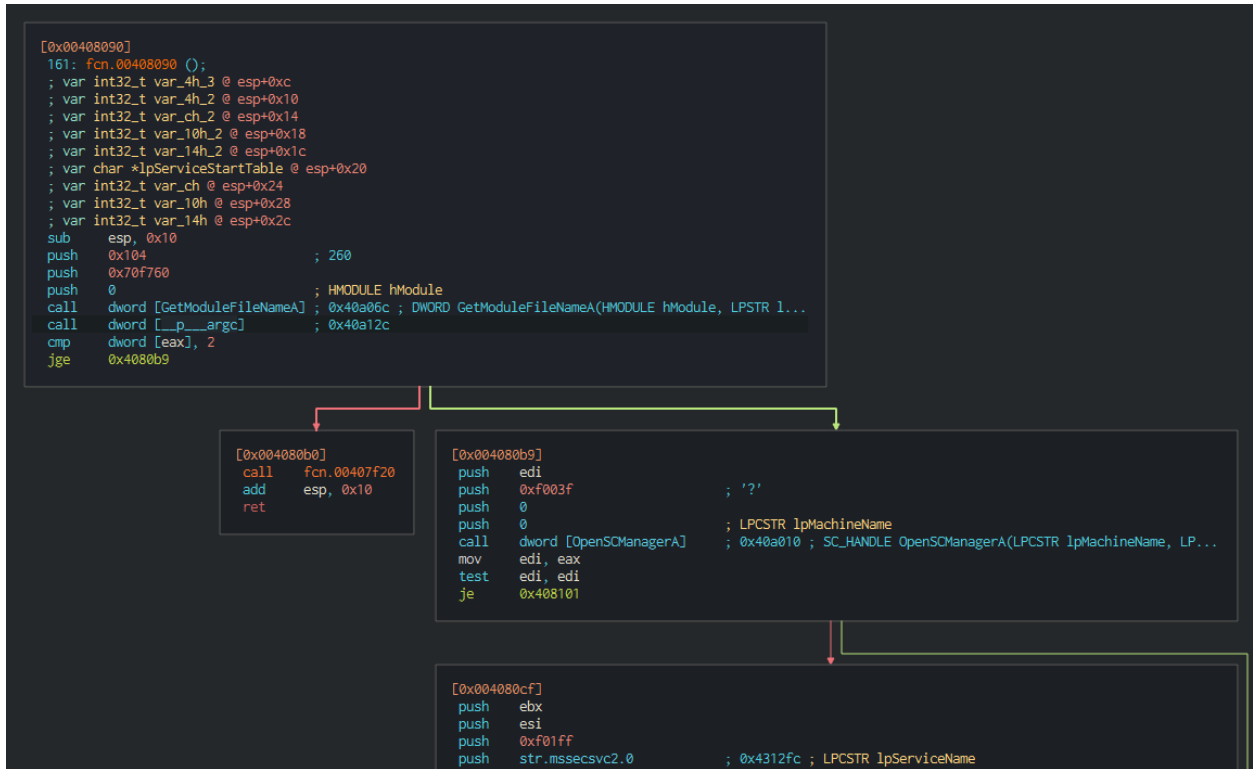 [0x00408090]
161: fcn.00408090 ();
; var int32_t var_4h_3 @ esp+0xc
; var int32_t var_4h_2 @ esp+0x10
; var int32_t var_ch_2 @ esp+0x14
; var int32_t var_10h_2 @ esp+0x18
; var int32_t var_14h_2 @ esp+0x1c
; var char *lpServiceStartTable @ esp+0x20
; var int32_t var_ch @ esp+0x24
; var int32_t var_10h @ esp+0x28
; var int32_t var_14h @ esp+0x2c
sub esp, 0x10
push 0x104 ; 260
push 0x70f760
push 0 ; HMODULE hModule
call dword [GetModuleFileNameA] ; 0x40a06c ; DWORD GetModuleFileNameA(HMODULE hModule, LPSTR l...
call dword [__p___argc] ; 0x40a12c
cmp dword [eax], 2
jge 0x4080b9
[0x004080b0]
call fcn.00407f20
add esp, 0x10
ret
[0x004080b9]
push edi
push 0xf003f ; '?'
push 0
push 0 ; LPCSTR lpMachineName
call dword [OpenSCManagerA] ; 0x40a010 ; SC_HANDLE OpenSCManagerA(LPCSTR lpMachineName, LP...
mov edi, eax
test edi, edi
je 0x408101
[0x004080cf]
push ebx
push esi
push 0xf01ff
push str.mssecsvc2.0 ; 0x4312fc ; LPCSTR lpServiceName